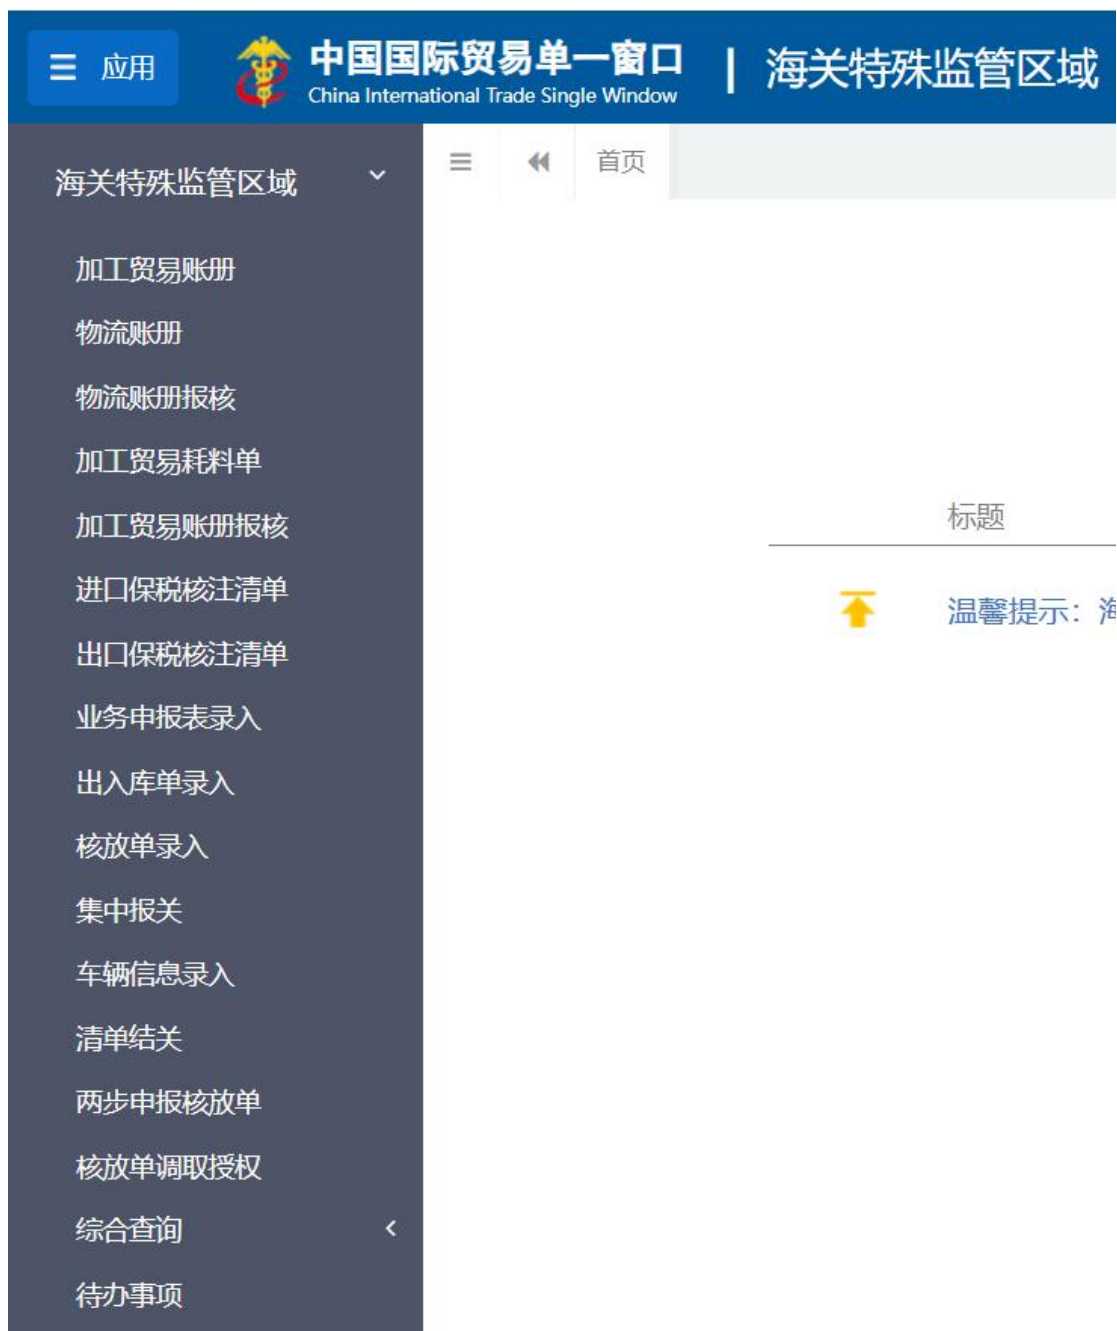 应用
中国国际贸易单一窗口 | 海关特殊监管区域
China International Trade Single Window
海关特殊监管区域
首页
加工贸易账册
物流账册
物流账册报核
加工贸易耗料单
加工贸易账册报核
进口保税核注清单
出口保税核注清单
业务申报表录入
出入库单录入
核放单录入
集中报关
车辆信息录入
清单结关
两步申报核放单
核放单调取授权
综合查询
待办事项
标题
温馨提示：海